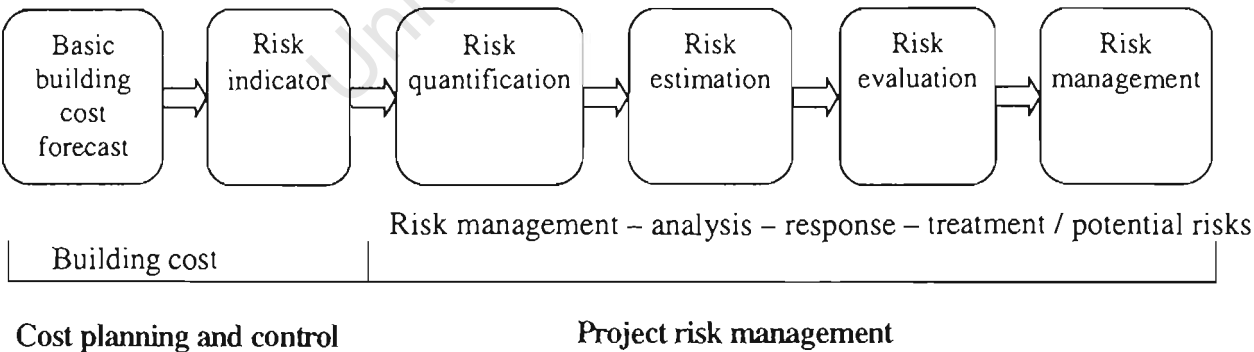 Basic
building
cost
forecast
Risk
indicator
Risk
quantification
Risk
estimation
Risk
evaluation
Risk
management
Risk management – analysis – response – treatment / potential risks
Building cost
Cost planning and control
Project risk management